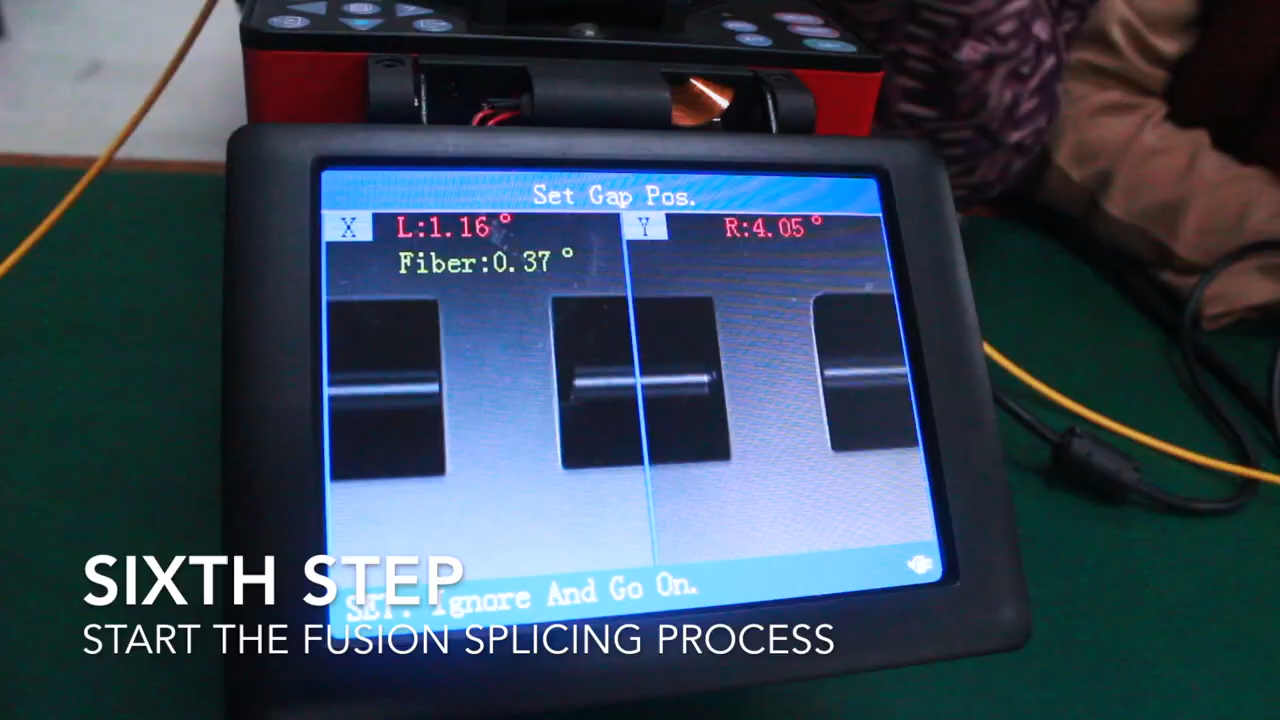 Set Gap Pos.
X L:1.16° Y R:4.05°
Fiber:0.37°
SET: Ignore And Go On.
SIXTH STEP
START THE FUSION SPLICING PROCESS